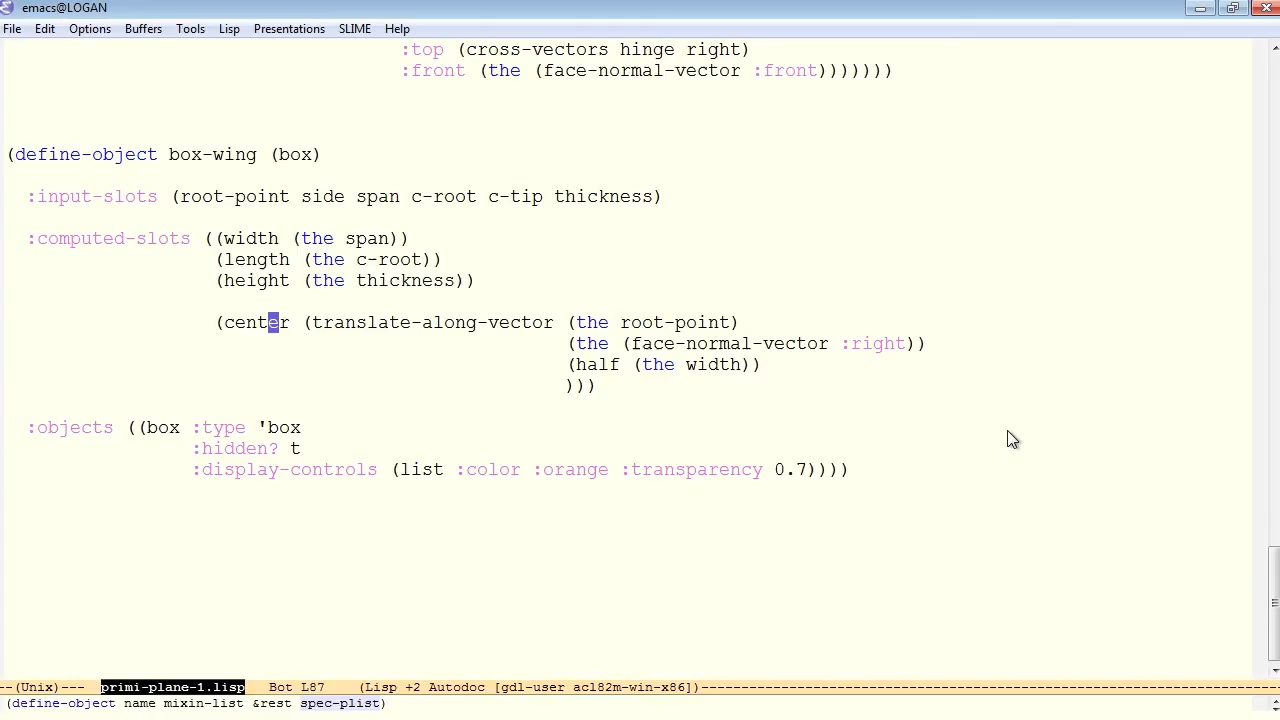 emacs@LOGAN
File Edit Options Buffers Tools Lisp Presentations SLIME Help
:top (cross-vectors hinge right)
:front (the (face-normal-vector :front)))))))
(define-object box-wing (box)
:input-slots (root-point side span c-root c-tip thickness)
:computed-slots ((width (the span))
(length (the c-root))
(height (the thickness))
(center (translate-along-vector (the root-point)
(the (face-normal-vector :right))
(half (the width))
)))
:objects ((box :type 'box
:hidden? t
:display-controls (list :color :orange :transparency 0.7))))
--(Unix)--- primi-plane-1.lisp Bot L87 (Lisp +2 Autodoc [gdl-user acl82m-win-x86])--------------------------------------------------
(define-object name mixin-list &rest spec-plist)